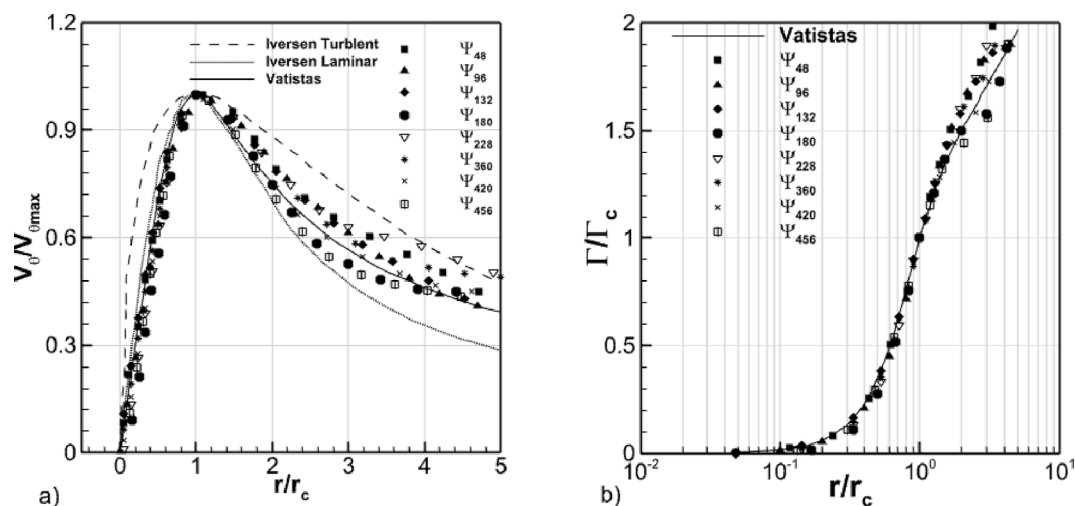 Iversen Turblent
Iversen Laminar
Vatistas
Ψ48
Ψ96
Ψ132
Ψ180
Ψ228
Ψ360
Ψ420
Ψ456
Vθ/Vθmax
1.2
0.9
0.6
0.3
0
0 1 2 3 4 5
r/rc
a)
Vatistas
Ψ48
Ψ96
Ψ132
Ψ180
Ψ228
Ψ360
Ψ420
Ψ456
Γ/Γc
2
1.5
1
0.5
0
10-2 10-1 100 101
r/rc
b)